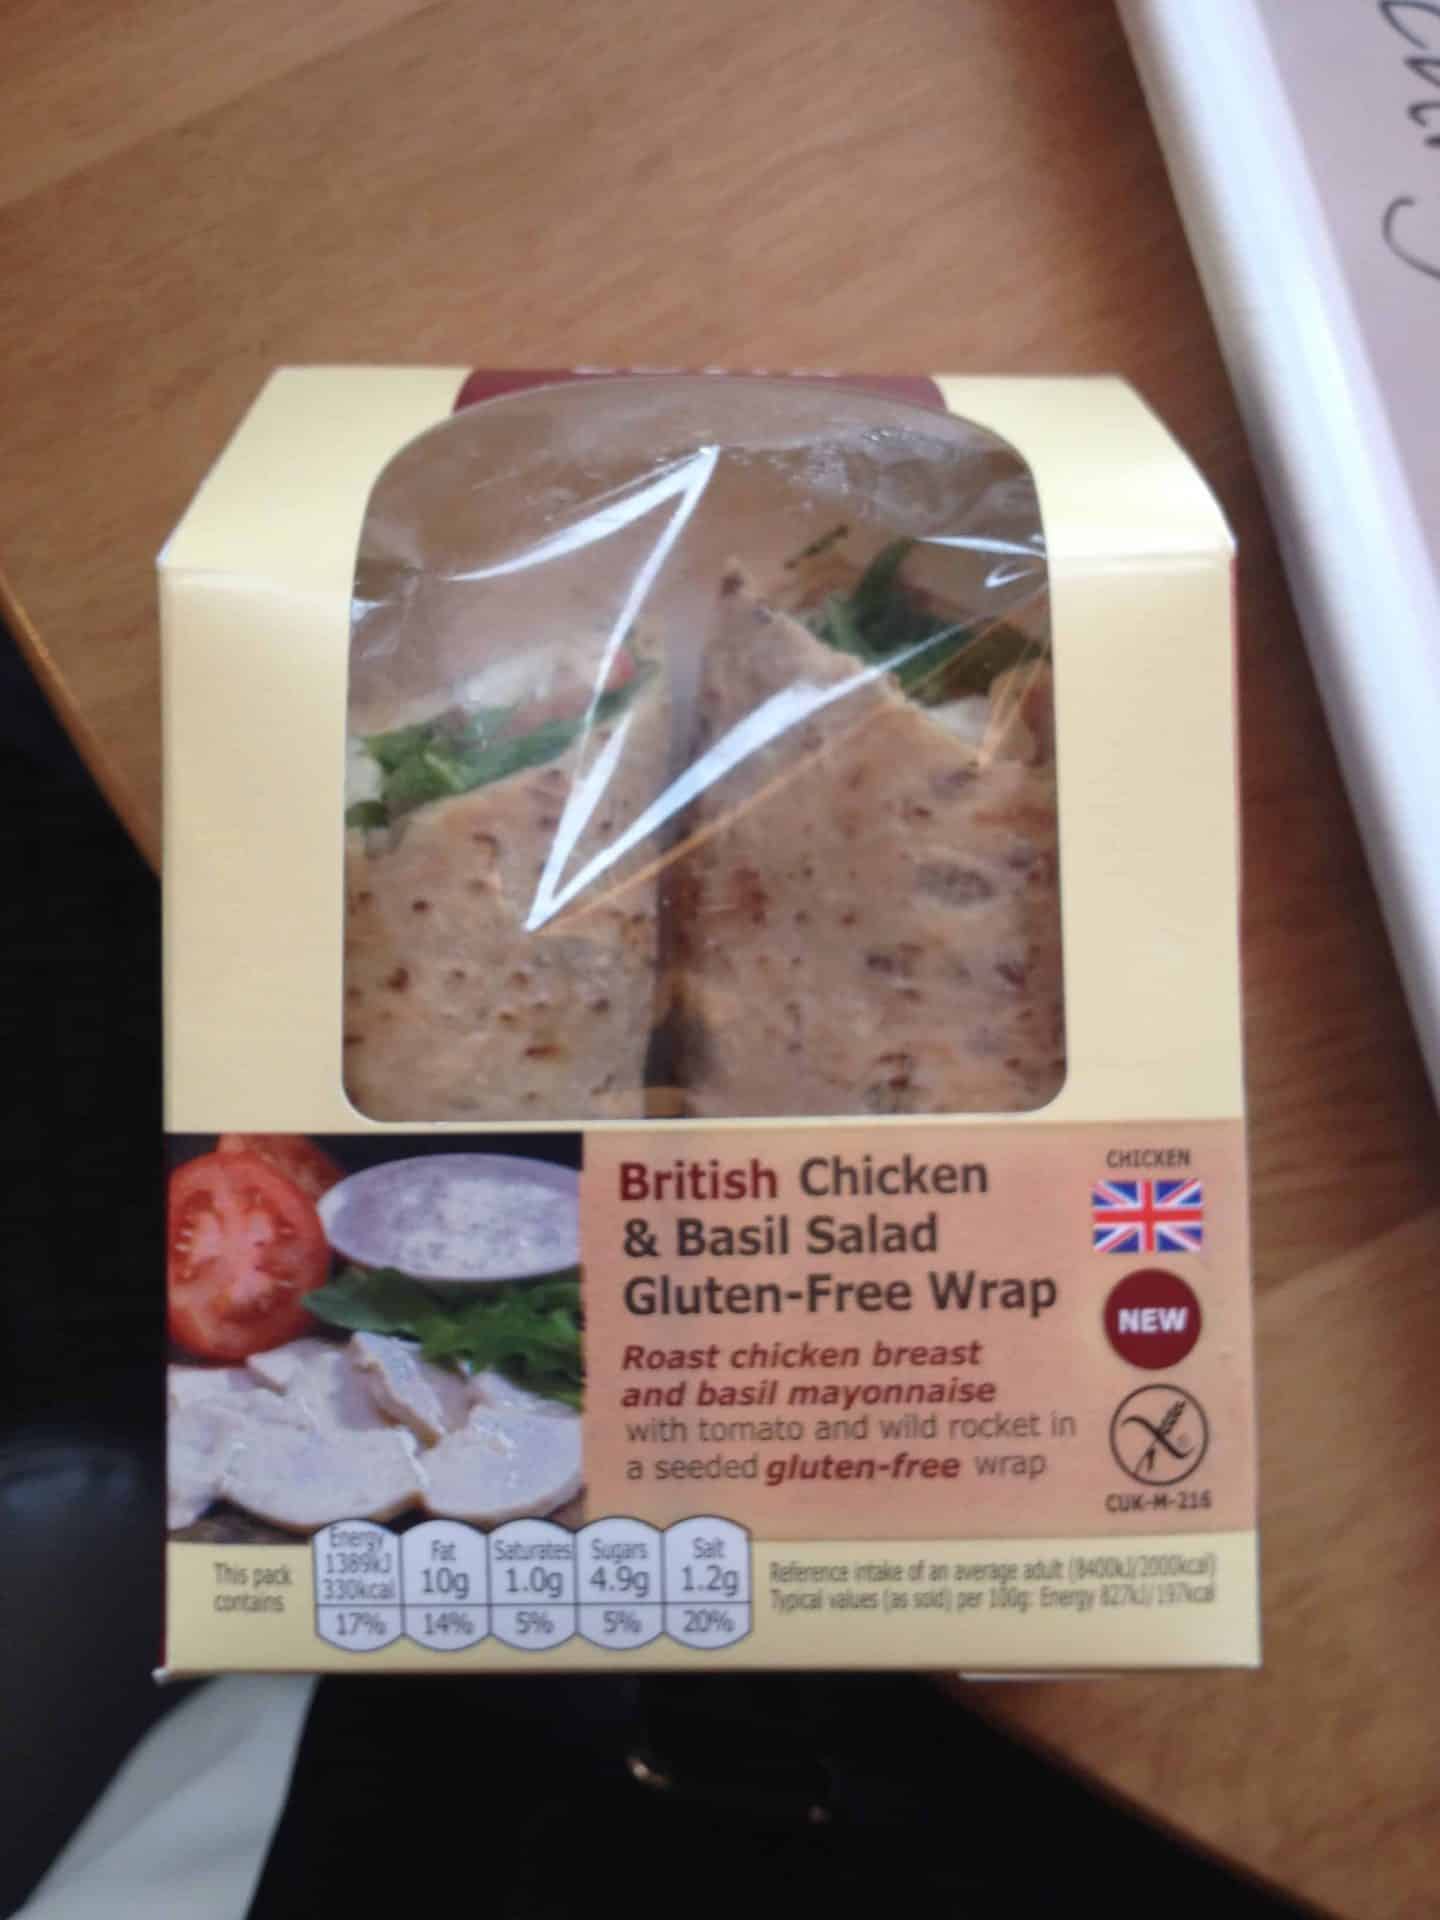 British Chicken
& Basil Salad
Gluten-Free Wrap
Roast chicken breast
and basil mayonnaise
with tomato and wild rocket in
a seeded gluten-free wrap
CHICKEN
NEW
CUK-M-216
This pack
contains
Energy
1389kJ
330kcal
17%
Fat
10g
14%
Saturates
1.0g
5%
Sugars
4.9g
5%
Salt
1.2g
20%
Reference intake of an average adult (8400kJ/2000kcal)
Typical values (as sold) per 100g: Energy 827kJ/197kcal